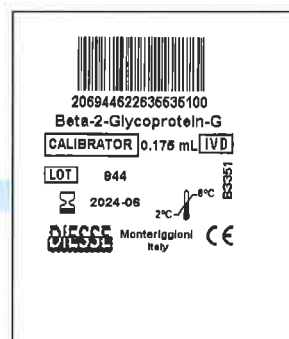 206944622635635100
Beta-2-Glycoprotein-G
CALIBRATOR 0.175 mL IVD
LOT 944
2024-06
2°C 8°C
B3351
DIESSE Monteriggioni
Italy
CE